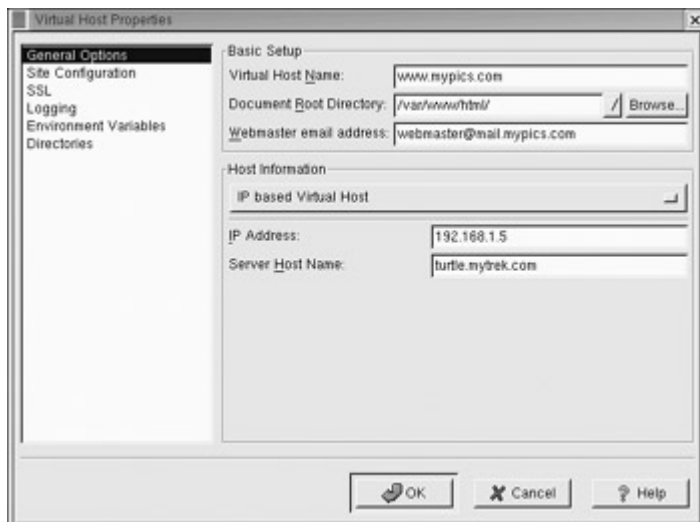 Virtual Host Properties
General Options
Site Configuration
SSL
Logging
Environment Variables
Directories
Basic Setup
Virtual Host Name: www.mypics.com
Document Root Directory: /var/www/html/ / Browse...
Webmaster email address: webmaster@mail.mypics.com
Host Information
IP based Virtual Host
IP Address: 192.168.1.5
Server Host Name: turtle.mytrek.com
OK Cancel Help